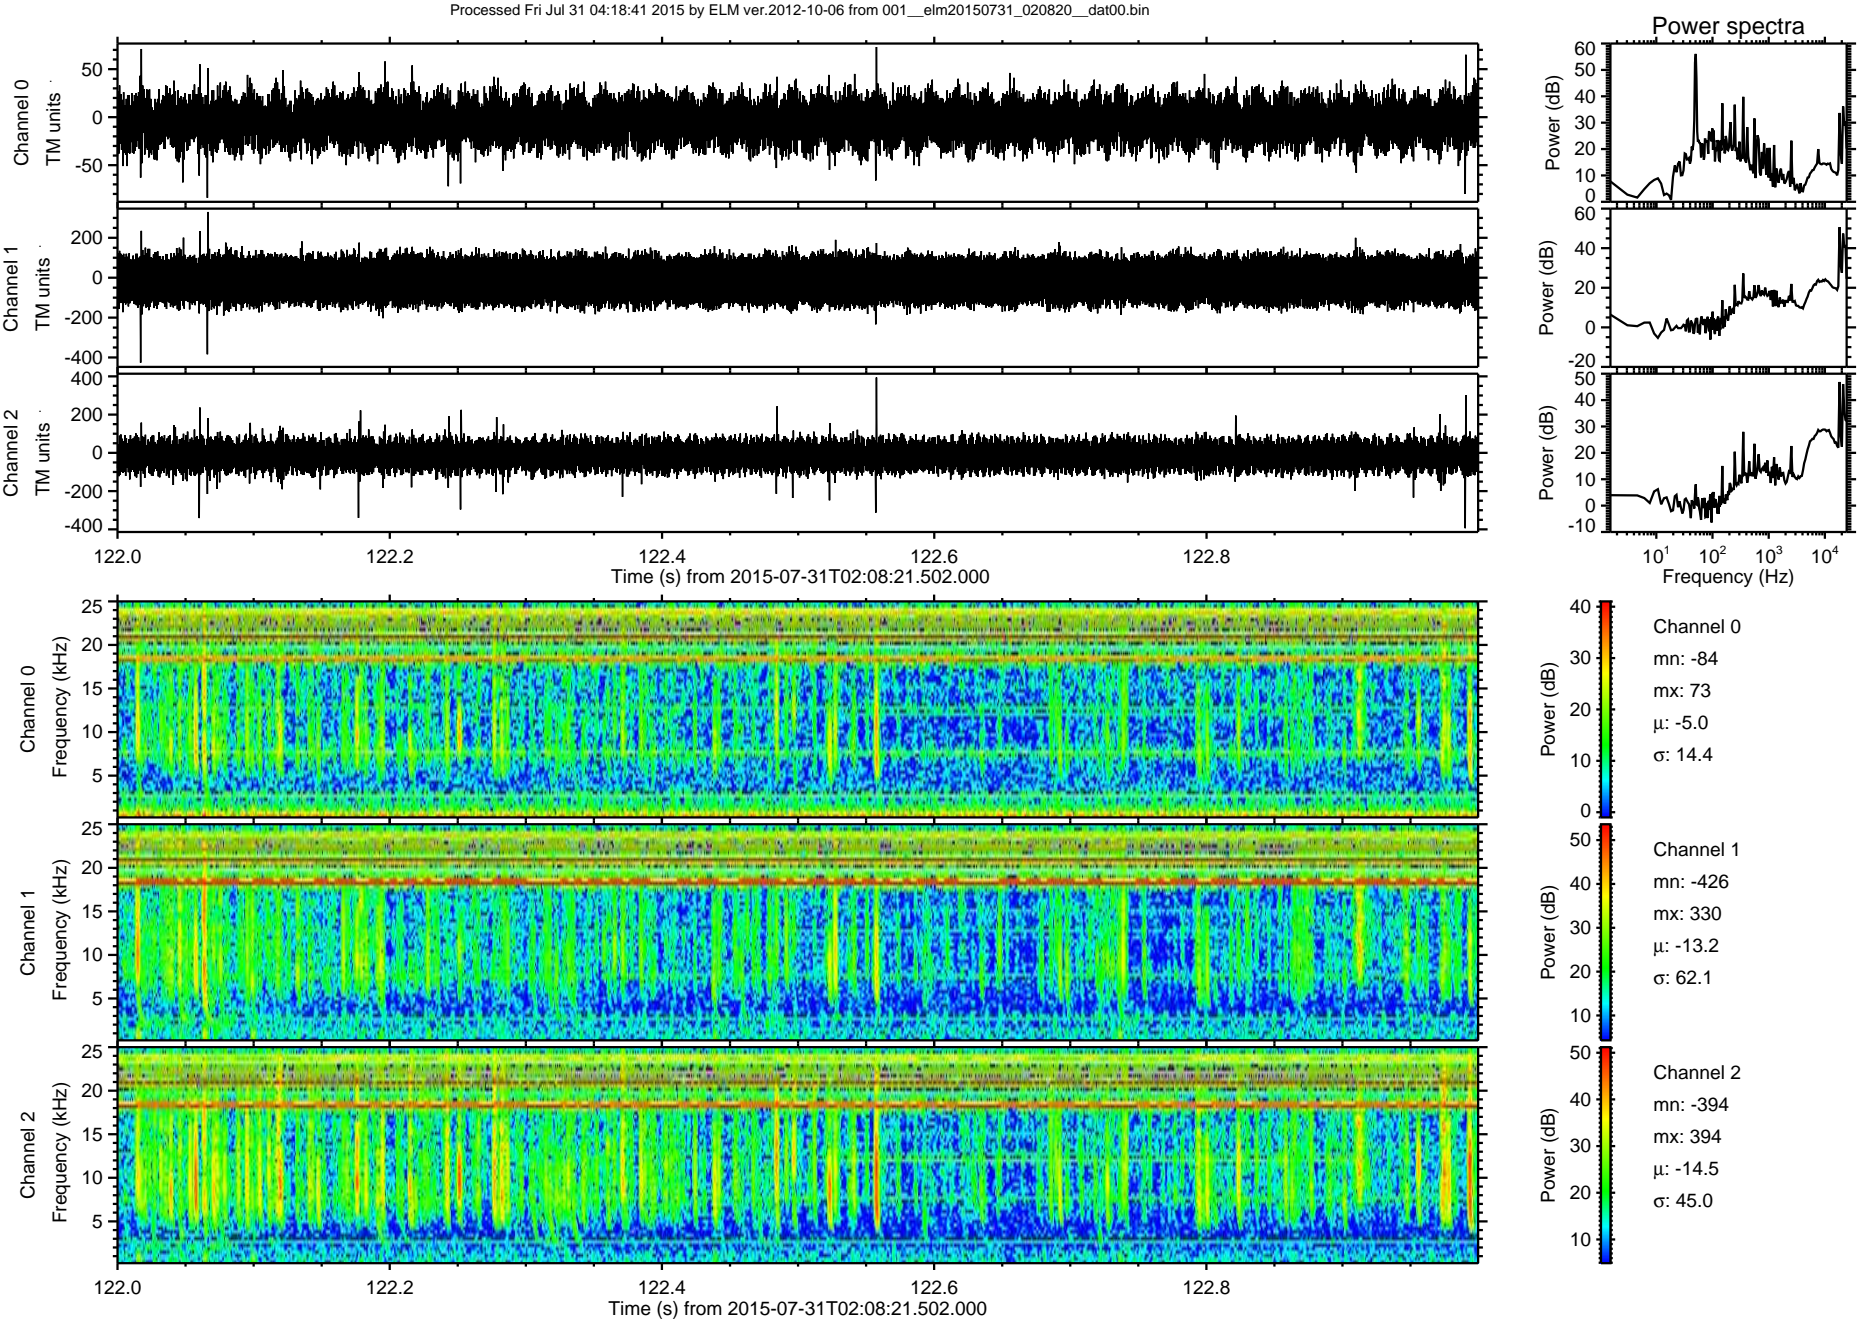 Processed Fri Jul 31 04:18:41 2015 by ELM ver.2012-10-06 from 001__elm20150731_020820__dat00.bin
Power spectra
Channel 0
TM units
50
0
-50
Power (dB)
60
50
40
30
20
10
0
Channel 1
TM units
200
0
-200
-400
Power (dB)
60
40
20
0
-20
Channel 2
TM units
400
200
0
-200
-400
Power (dB)
50
40
30
20
10
0
-10
122.0 122.2 122.4 122.6 122.8
Time (s) from 2015-07-31T02:08:21.502.000
10¹ 10² 10³ 10⁴
Frequency (Hz)
Channel 0
Frequency (kHz)
25
20
15
10
5
Power (dB)
40
30
20
10
0
Channel 0
mn: -84
mx: 73
μ: -5.0
σ: 14.4
Channel 1
Frequency (kHz)
25
20
15
10
5
Power (dB)
50
40
30
20
10
Channel 1
mn: -426
mx: 330
μ: -13.2
σ: 62.1
Channel 2
Frequency (kHz)
25
20
15
10
5
Power (dB)
50
40
30
20
10
Channel 2
mn: -394
mx: 394
μ: -14.5
σ: 45.0
122.0 122.2 122.4 122.6 122.8
Time (s) from 2015-07-31T02:08:21.502.000